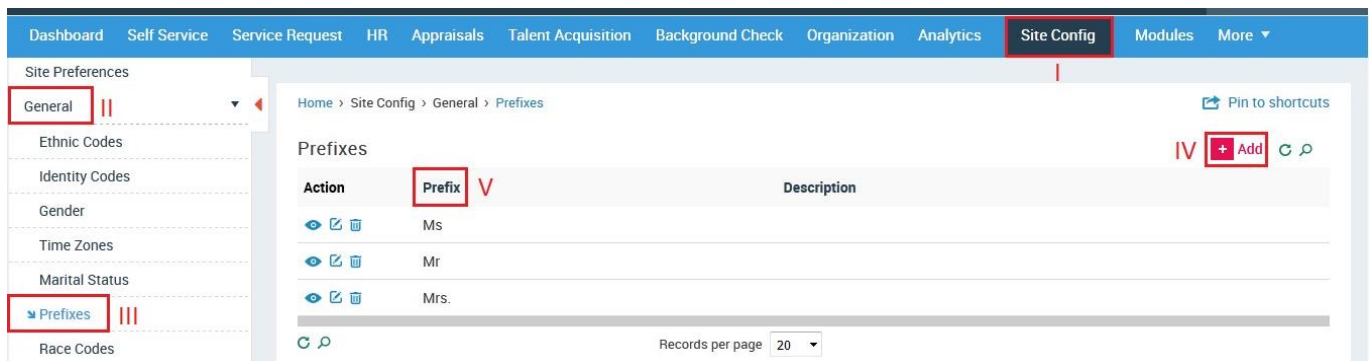 Dashboard Self Service Service Request HR Appraisals Talent Acquisition Background Check Organization Analytics Site Config Modules More
I
Site Preferences
General II
Ethnic Codes
Identity Codes
Gender
Time Zones
Marital Status
Prefixes III
Race Codes
Home › Site Config › General › Prefixes Pin to shortcuts
Prefixes IV + Add
Action Prefix V Description
Ms
Mr
Mrs.
Records per page 20